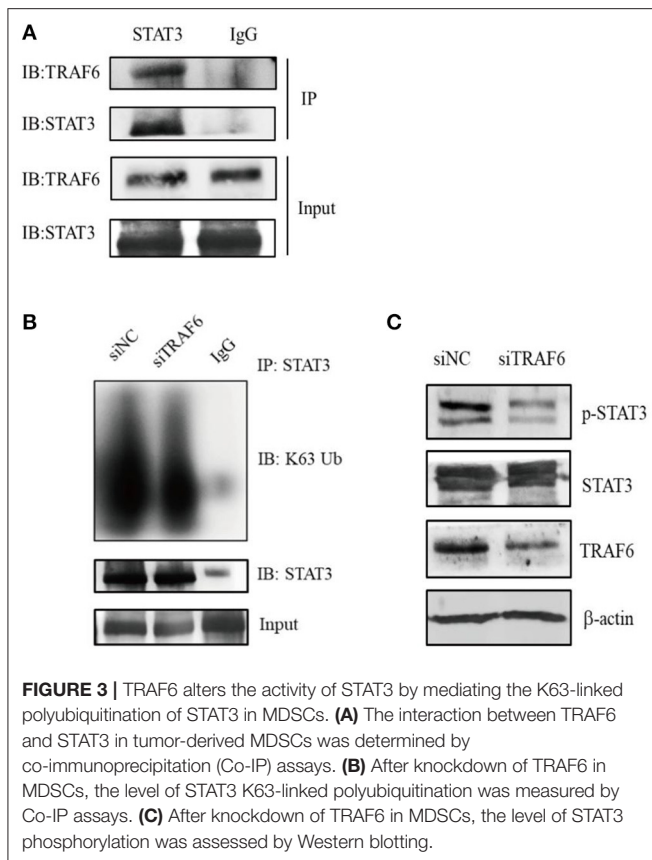 A
STAT3 IgG
IB:TRAF6
IB:STAT3
IP
IB:TRAF6
IB:STAT3
Input
B
siNC siTRAF6 IgG
IP: STAT3
IB: K63 Ub
IB: STAT3
Input
C
siNC siTRAF6
p-STAT3
STAT3
TRAF6
β-actin
FIGURE 3 | TRAF6 alters the activity of STAT3 by mediating the K63-linked
polyubiquitination of STAT3 in MDSCs. (A) The interaction between TRAF6
and STAT3 in tumor-derived MDSCs was determined by
co-immunoprecipitation (Co-IP) assays. (B) After knockdown of TRAF6 in
MDSCs, the level of STAT3 K63-linked polyubiquitination was measured by
Co-IP assays. (C) After knockdown of TRAF6 in MDSCs, the level of STAT3
phosphorylation was assessed by Western blotting.